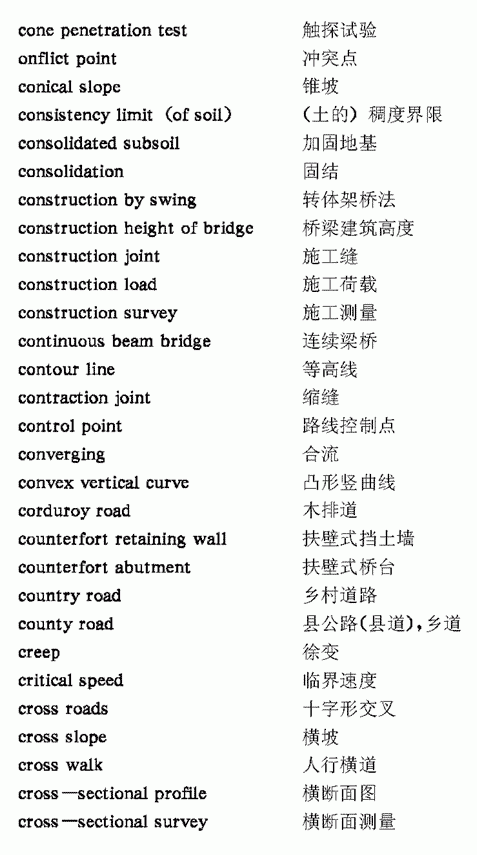 cone penetration test 触探试验
onflict point 冲突点
conical slope 锥坡
consistency limit (of soil) (土的) 稠度界限
consolidated subsoil 加固地基
consolidation 固结
construction by swing 转体架桥法
construction height of bridge 桥梁建筑高度
construction joint 施工缝
construction load 施工荷载
construction survey 施工测量
continuous beam bridge 连续梁桥
contour line 等高线
contraction joint 缩缝
control point 路线控制点
converging 合流
convex vertical curve 凸形竖曲线
corduroy road 木排道
counterfort retaining wall 扶壁式挡土墙
counterfort abutment 扶壁式桥台
country road 乡村道路
county road 县公路(县道),乡道
creep 徐变
critical speed 临界速度
cross roads 十字形交叉
cross slope 横坡
cross walk 人行横道
cross—sectional profile 横断面图
cross—sectional survey 横断面测量